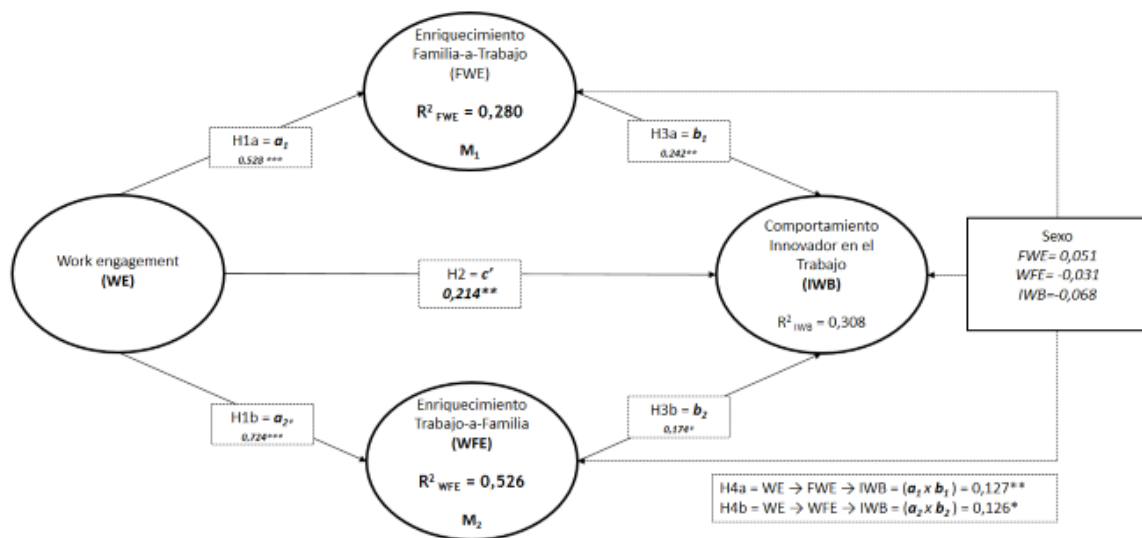 Enriquecimiento
Familia-a-Trabajo
(FWE)
R² FWE = 0,280
M₁
H1a = a₁
0,528 ***
H3a = b₁
0,242**
Work engagement
(WE)
H2 = c'
0,214**
Comportamiento
Innovador en el
Trabajo
(IWB)
R² IWB = 0,308
Sexo
FWE= 0,051
WFE= -0,031
IWB=-0,068
H1b = a₂,
0,724***
Enriquecimiento
Trabajo-a-Familia
(WFE)
R² WFE = 0,526
M₂
H3b = b₂
0,174*
H4a = WE → FWE → IWB = (a₁ x b₁) = 0,127**
H4b = WE → WFE → IWB = (a₂ x b₂) = 0,126*